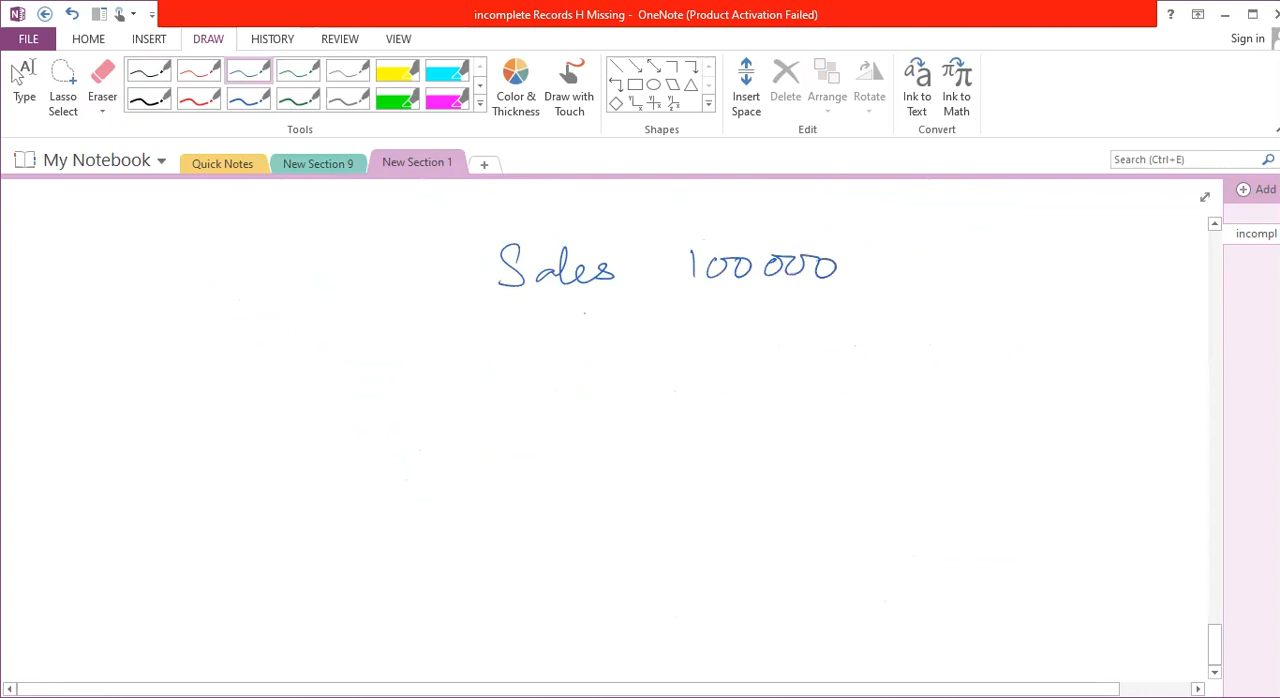 incomplete Records H Missing - OneNote (Product Activation Failed)
?
FILE HOME INSERT DRAW HISTORY REVIEW VIEW
Sign in
Type
Lasso Select
Eraser
Color & Thickness
Draw with Touch
Insert Space
Delete
Arrange
Rotate
Ink to Text
Ink to Math
Tools
Shapes
Edit
Convert
My Notebook
Quick Notes
New Section 9
New Section 1
+
Search (Ctrl+E)
Add
incompl
Sales 100 000